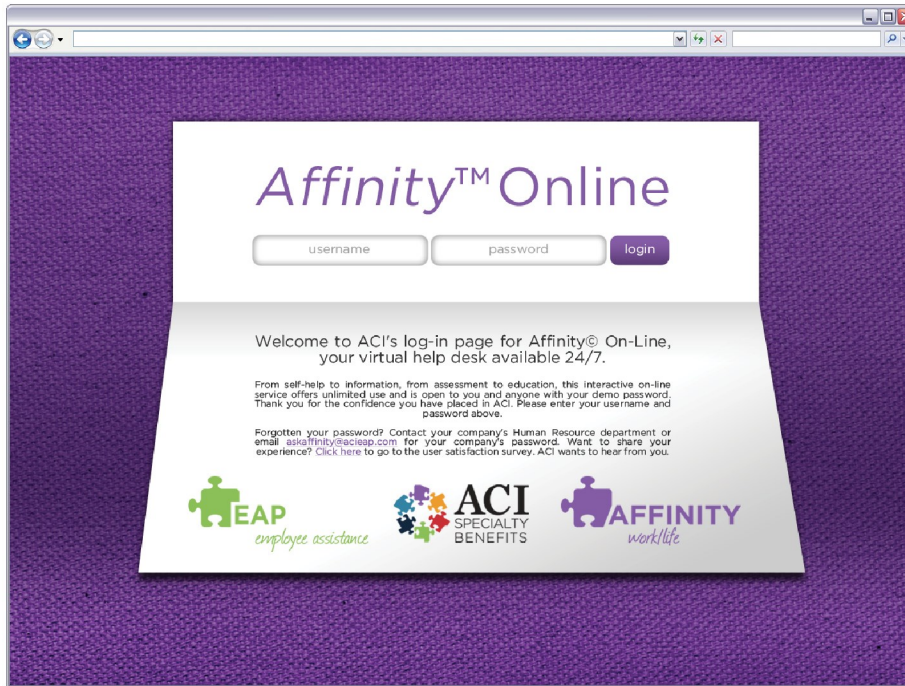 Affinity™ Online
username password login
Welcome to ACI's log-in page for Affinity© On-Line,
your virtual help desk available 24/7.
From self-help to information, from assessment to education, this interactive on-line
service offers unlimited use and is open to you and anyone with your demo password.
Thank you for the confidence you have placed in ACI. Please enter your username and
password above.
Forgotten your password? Contact your company's Human Resource department or
email askaffinity@acieap.com for your company's password. Want to share your
experience? Click here to go to the user satisfaction survey. ACI wants to hear from you.
EAP
employee assistance
ACI
SPECIALTY
BENEFITS
AFFINITY
work/life